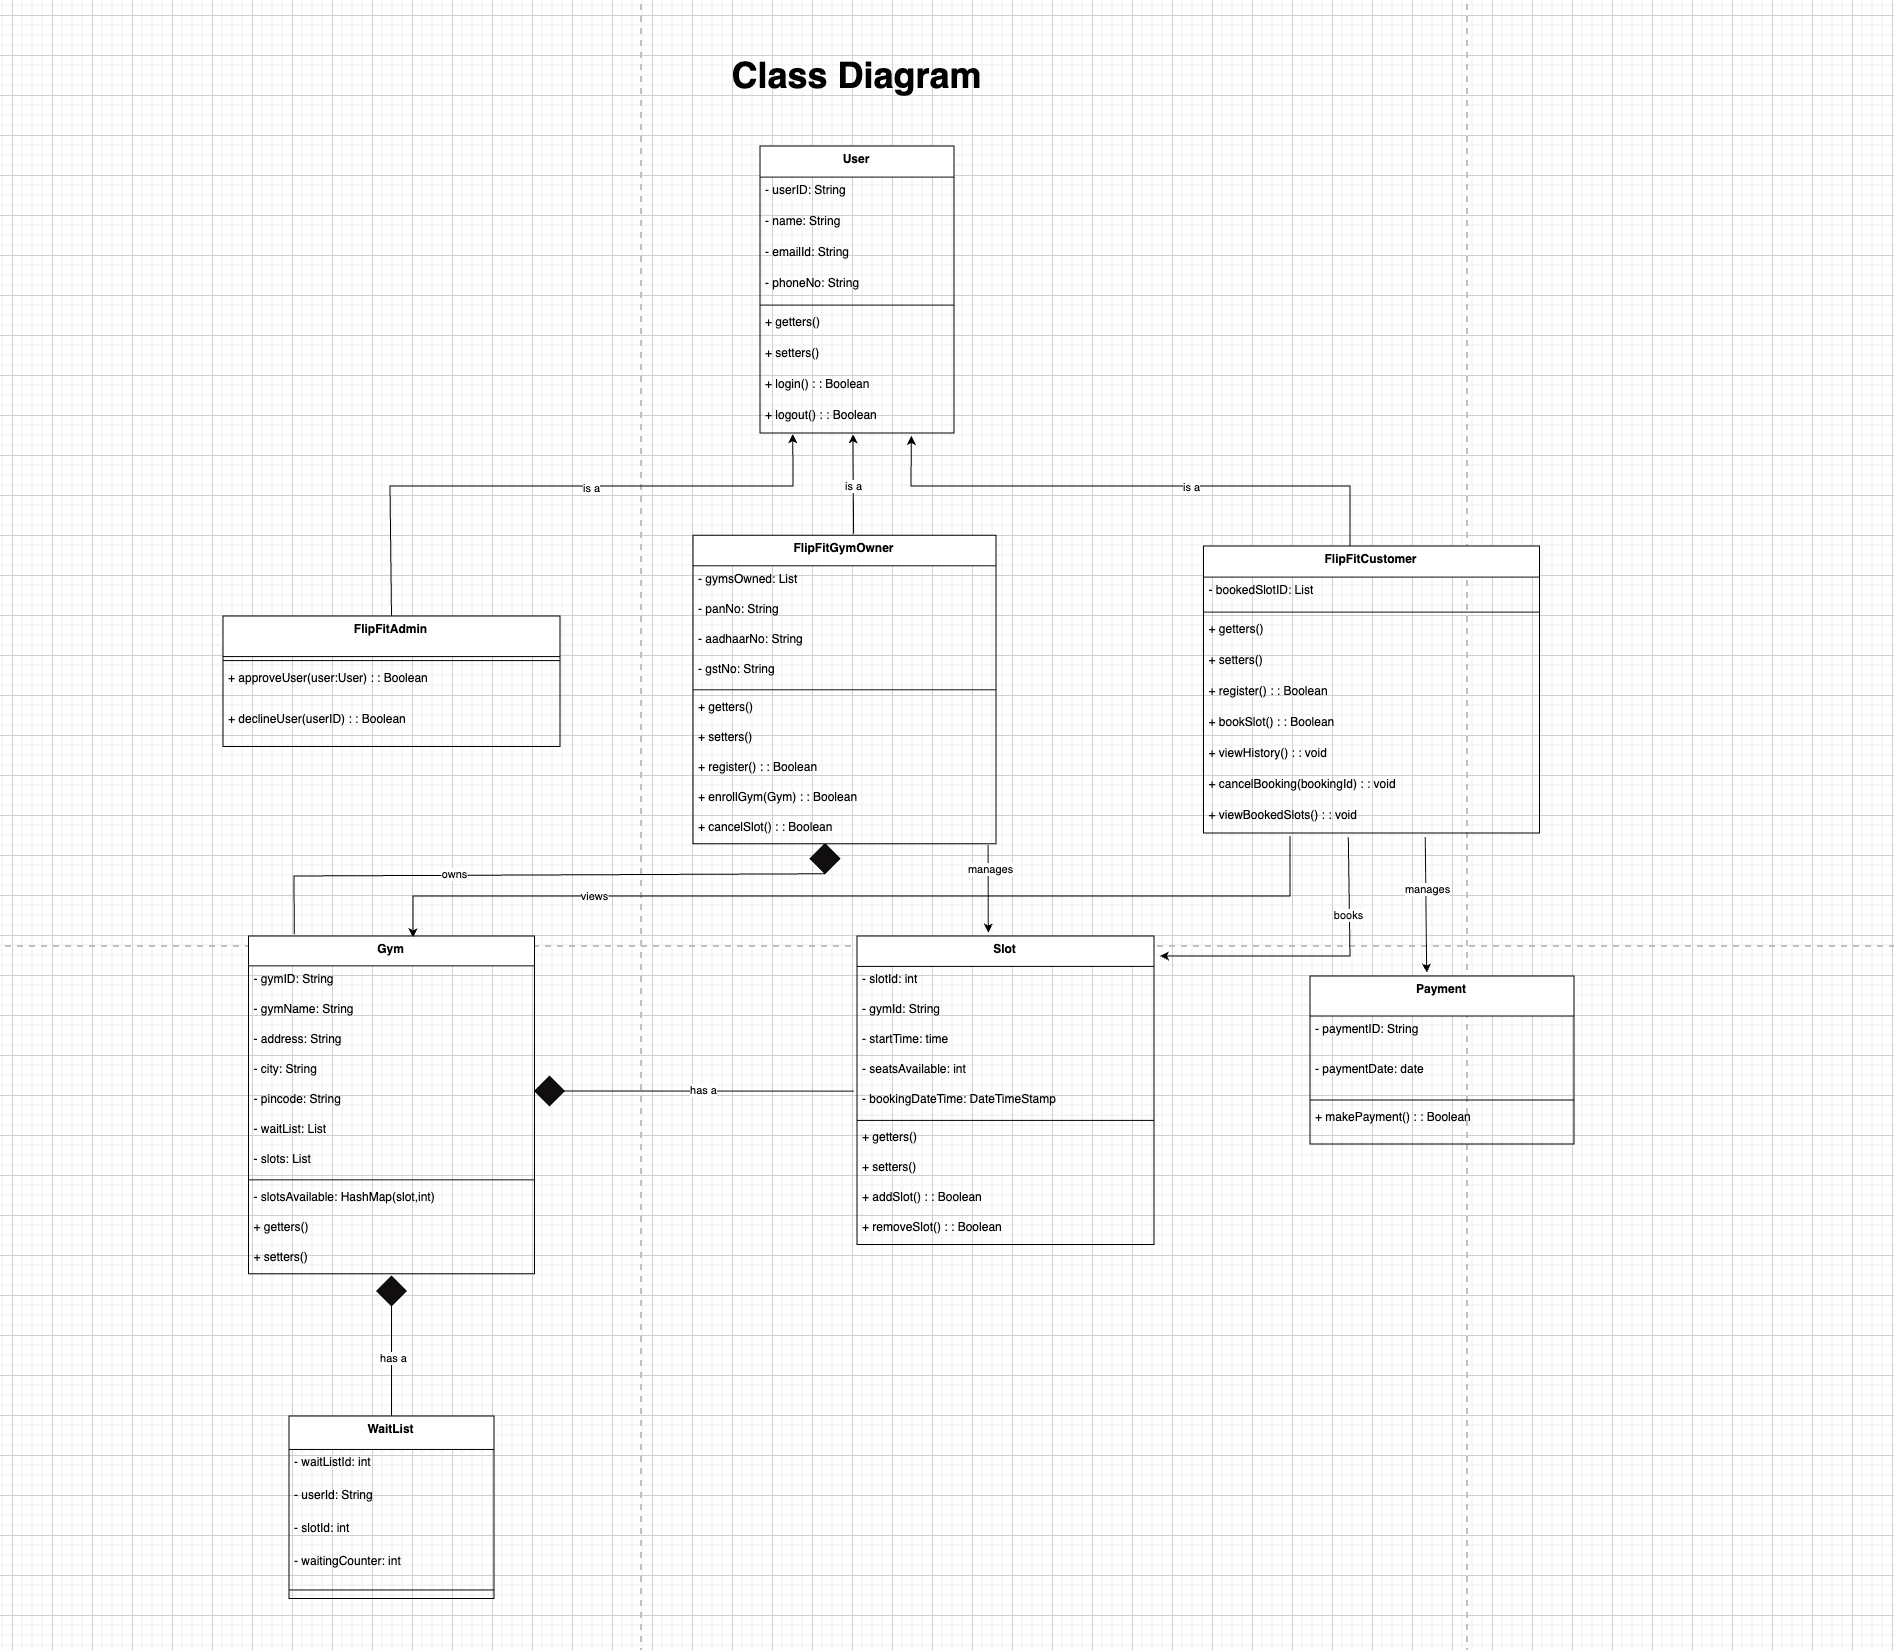 Class Diagram
User
- userID: String
- name: String
- emailId: String
- phoneNo: String
+ getters()
+ setters()
+ login() : : Boolean
+ logout() : : Boolean
is a
is a
is a
FlipFitAdmin
+ approveUser(user:User) : : Boolean
+ declineUser(userID) : : Boolean
FlipFitGymOwner
- gymsOwned: List
- panNo: String
- aadhaarNo: String
- gstNo: String
+ getters()
+ setters()
+ register() : : Boolean
+ enrollGym(Gym) : : Boolean
+ cancelSlot() : : Boolean
FlipFitCustomer
- bookedSlotID: List
+ getters()
+ setters()
+ register() : : Boolean
+ bookSlot() : : Boolean
+ viewHistory() : : void
+ cancelBooking(bookingId) : : void
+ viewBookedSlots() : : void
owns
views
manages
books
manages
Gym
- gymID: String
- gymName: String
- address: String
- city: String
- pincode: String
- waitList: List
- slots: List
- slotsAvailable: HashMap(slot,int)
+ getters()
+ setters()
has a
Slot
- slotId: int
- gymId: String
- startTime: time
- seatsAvailable: int
- bookingDateTime: DateTimeStamp
+ getters()
+ setters()
+ addSlot() : : Boolean
+ removeSlot() : : Boolean
Payment
- paymentID: String
- paymentDate: date
+ makePayment() : : Boolean
has a
WaitList
- waitListId: int
- userId: String
- slotId: int
- waitingCounter: int